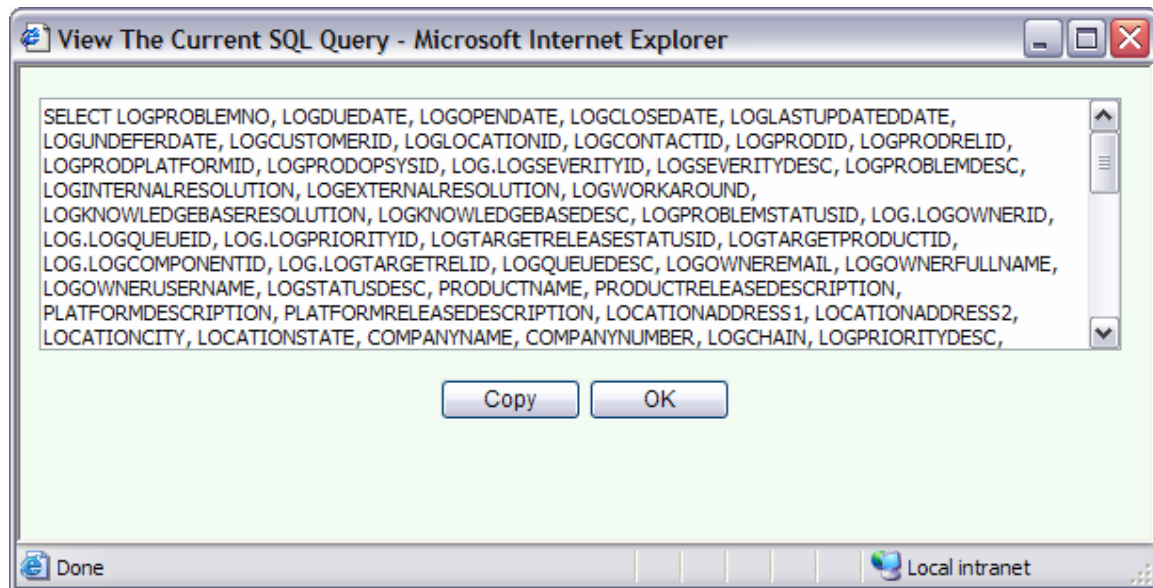 View The Current SQL Query - Microsoft Internet Explorer
SELECT LOGPROBLEMNO, LOGDUEDATE, LOGOPENDATE, LOGCLOSEDATE, LOGLASTUPDATEDDATE,
LOGUNDEFERDATE, LOGCUSTOMERID, LOGLOCATIONID, LOGCONTACTID, LOGPRODID, LOGPRODRELID,
LOGPRODPLATFORMID, LOGPRODOPSYSID, LOG.LOGSEVERITYID, LOGSEVERITYDESC, LOGPROBLEMDESC,
LOGINTERNALRESOLUTION, LOGEXTERNALRESOLUTION, LOGWORKAROUND,
LOGKNOWLEDGEBASERESOLUTION, LOGKNOWLEDGEBASEDESC, LOGPROBLEMSTATUSID, LOG.LOGOWNERID,
LOG.LOGQUEUEID, LOG.LOGPRIORITYID, LOGTARGETRELEASESTATUSID, LOGTARGETPRODUCTID,
LOG.LOGCOMPONENTID, LOG.LOGTARGETRELID, LOGQUEUEDESC, LOGOWNEREMAIL, LOGOWNERFULLNAME,
LOGOWNERUSERNAME, LOGSTATUSDESC, PRODUCTNAME, PRODUCTRELEASEDESCRIPTION,
PLATFORMDESCRIPTION, PLATFORMRELEASEDESCRIPTION, LOCATIONADDRESS1, LOCATIONADDRESS2,
LOCATIONCITY, LOCATIONSTATE, COMPANYNAME, COMPANYNUMBER, LOGCHAIN, LOGPRIORITYDESC,
Copy OK
Done Local intranet